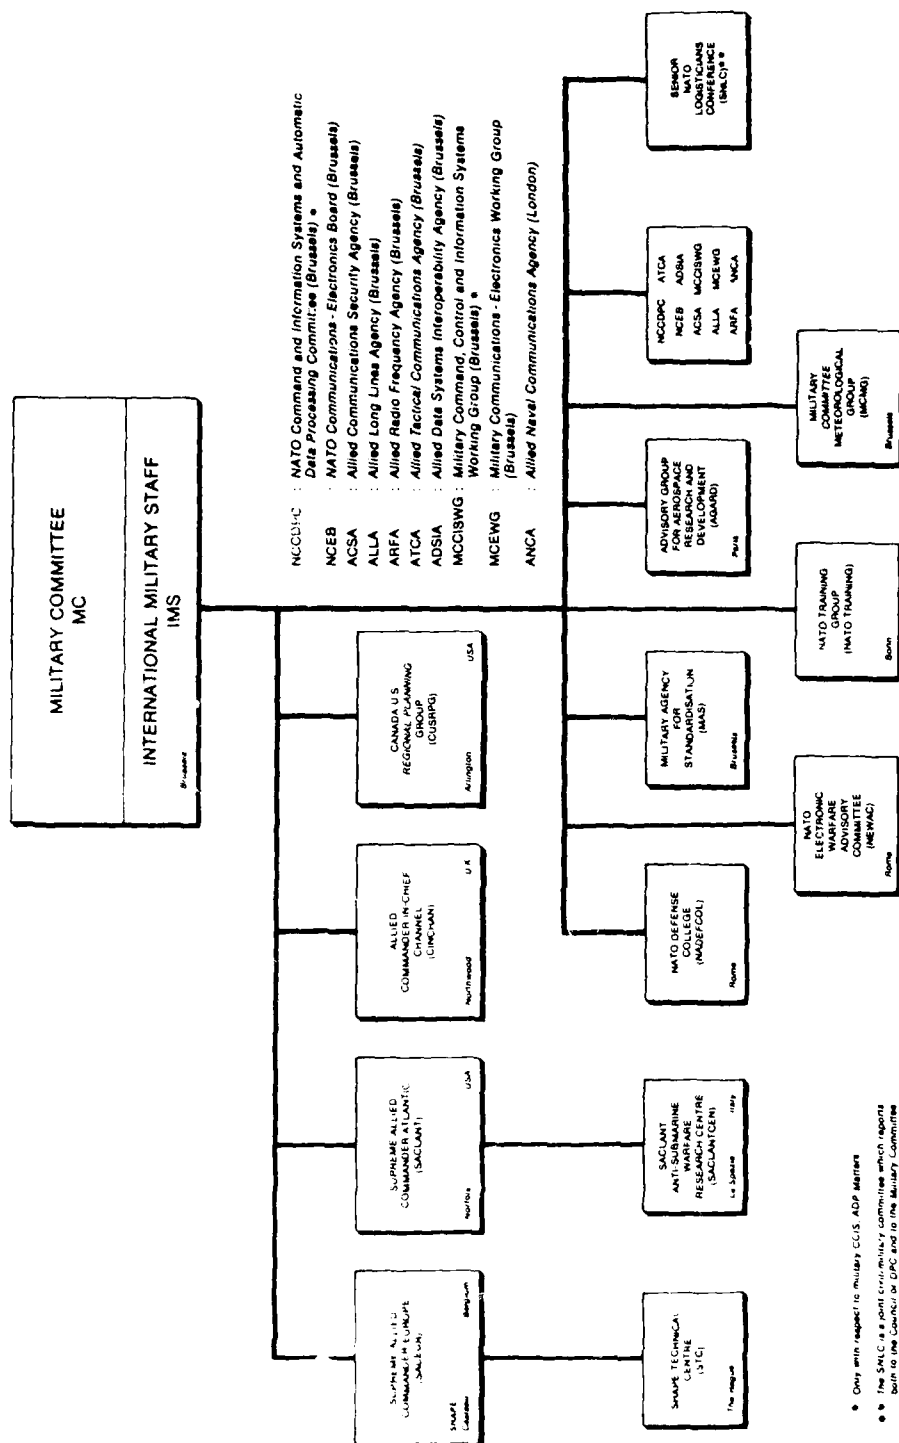 MILITARY COMMITTEE
MC
INTERNATIONAL MILITARY STAFF
IMS
Brussels
SUPREME ALLIED
COMMANDER EUROPE
(SACEUR)
SHAPE
Casteau Belgium
SUPREME ALLIED
COMMANDER ATLANTIC
(SACLANT)
Norfolk USA
ALLIED
COMMANDER-IN-CHIEF
CHANNEL
(CINCHAN)
Northwood UK
CANADA U S
REGIONAL PLANNING
GROUP
(CUSRPG)
Arlington USA
NCCDPC : NATO Command and Information Systems and Automatic
Data Processing Committee (Brussels) •
NCEB : NATO Communications - Electronics Board (Brussels)
ACSA : Allied Communications Security Agency (Brussels)
ALLA : Allied Long Lines Agency (Brussels)
ARFA : Allied Radio Frequency Agency (Brussels)
ATCA : Allied Tactical Communications Agency (Brussels)
ADSIA : Allied Data Systems Interoperability Agency (Brussels)
MCCISWG : Military Command, Control and Information Systems
Working Group (Brussels) •
MCEWG : Military Communications - Electronics Working Group
(Brussels)
ANCA : Allied Naval Communications Agency (London)
SHAPE TECHNICAL
CENTRE
(STC)
The Hague
SACLANT
ANTI-SUBMARINE
WARFARE
RESEARCH CENTRE
(SACLANTCEN)
La Spezia Italy
NATO DEFENSE
COLLEGE
(NADEFCOL)
Rome
MILITARY AGENCY
FOR
STANDARDISATION
(MAS)
Brussels
ADVISORY GROUP
FOR AEROSPACE
RESEARCH AND
DEVELOPMENT
(AGARD)
Paris
NCCDPC ATCA
NCEB ADSIA
ACSA MCCISWG
ALLA MCEWG
ARFA ANCA
SENIOR
NATO
LOGISTICIANS
CONFERENCE
(SNLC) • •
NATO
ELECTRONIC
WARFARE
ADVISORY
COMMITTEE
(NEWAC)
Rome
NATO TRAINING
GROUP
(NATO TRAINING)
Bonn
MILITARY
COMMITTEE
METEOROLOGICAL
GROUP
(MCMG)
Brussels
• Only with respect to military CCIS, ADP Matters
• • The SNLC is a joint civil-military committee which reports
both to the Council or DPC and to the Military Committee